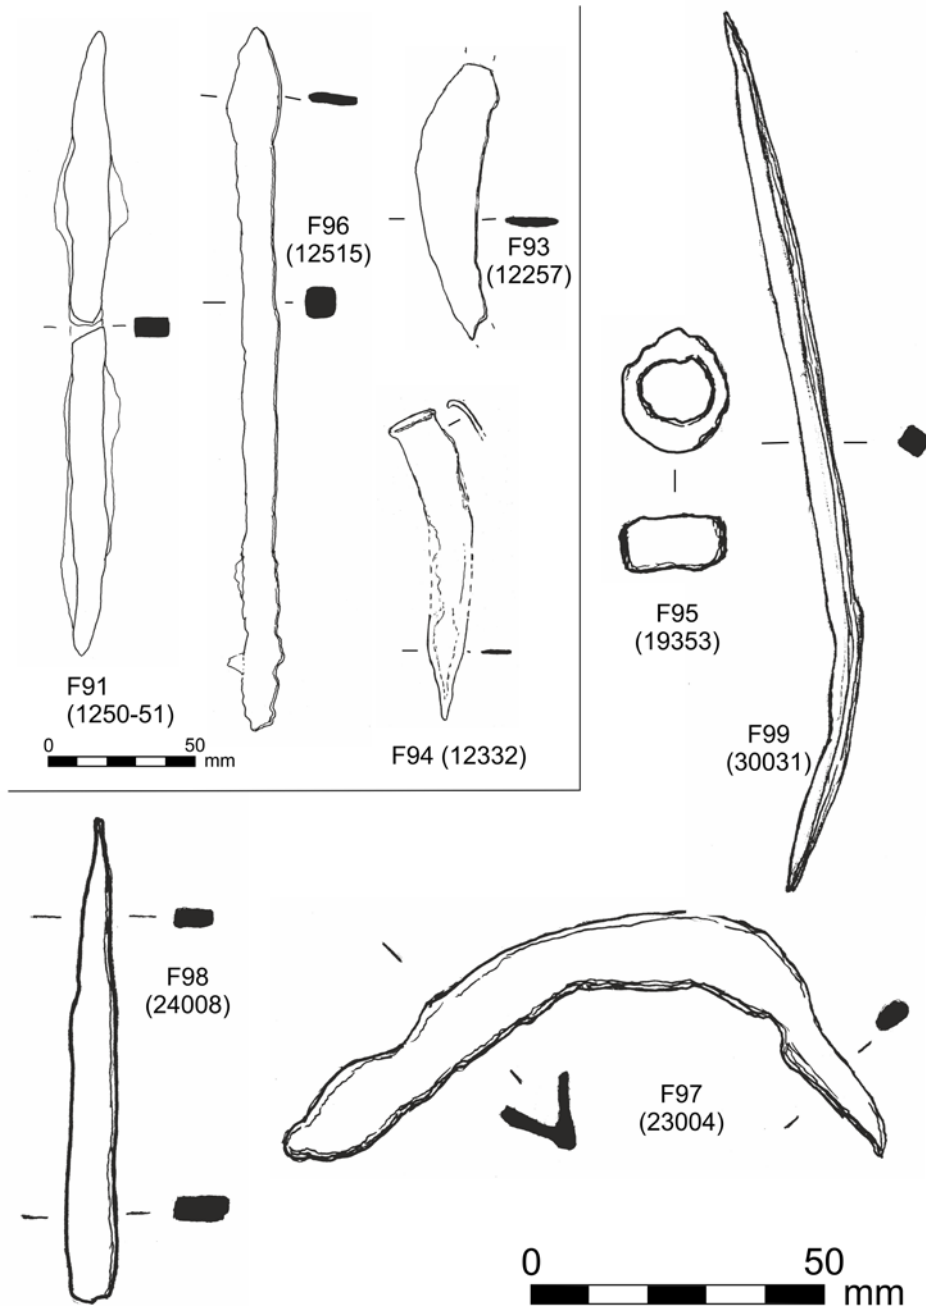 F96
(12515)
F93
(12257)
F91
(1250-51)
0 50
mm
F94 (12332)
F95
(19353)
F99
(30031)
F98
(24008)
F97
(23004)
0 50
mm